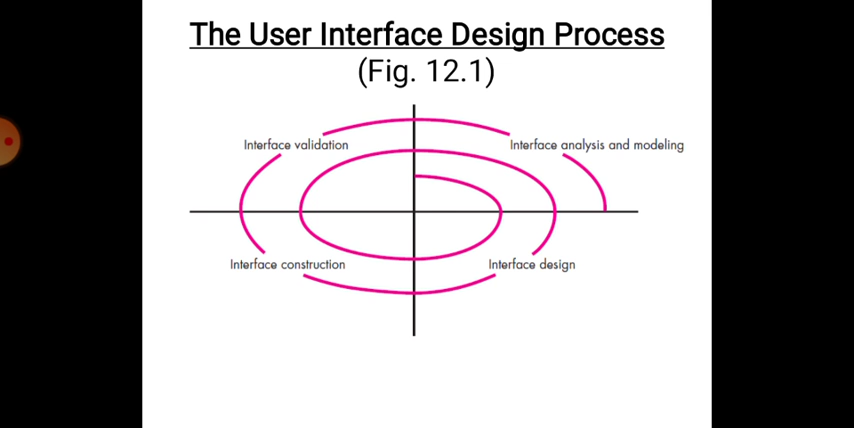 The User Interface Design Process
(Fig. 12.1)
Interface validation
Interface analysis and modeling
Interface construction
Interface design